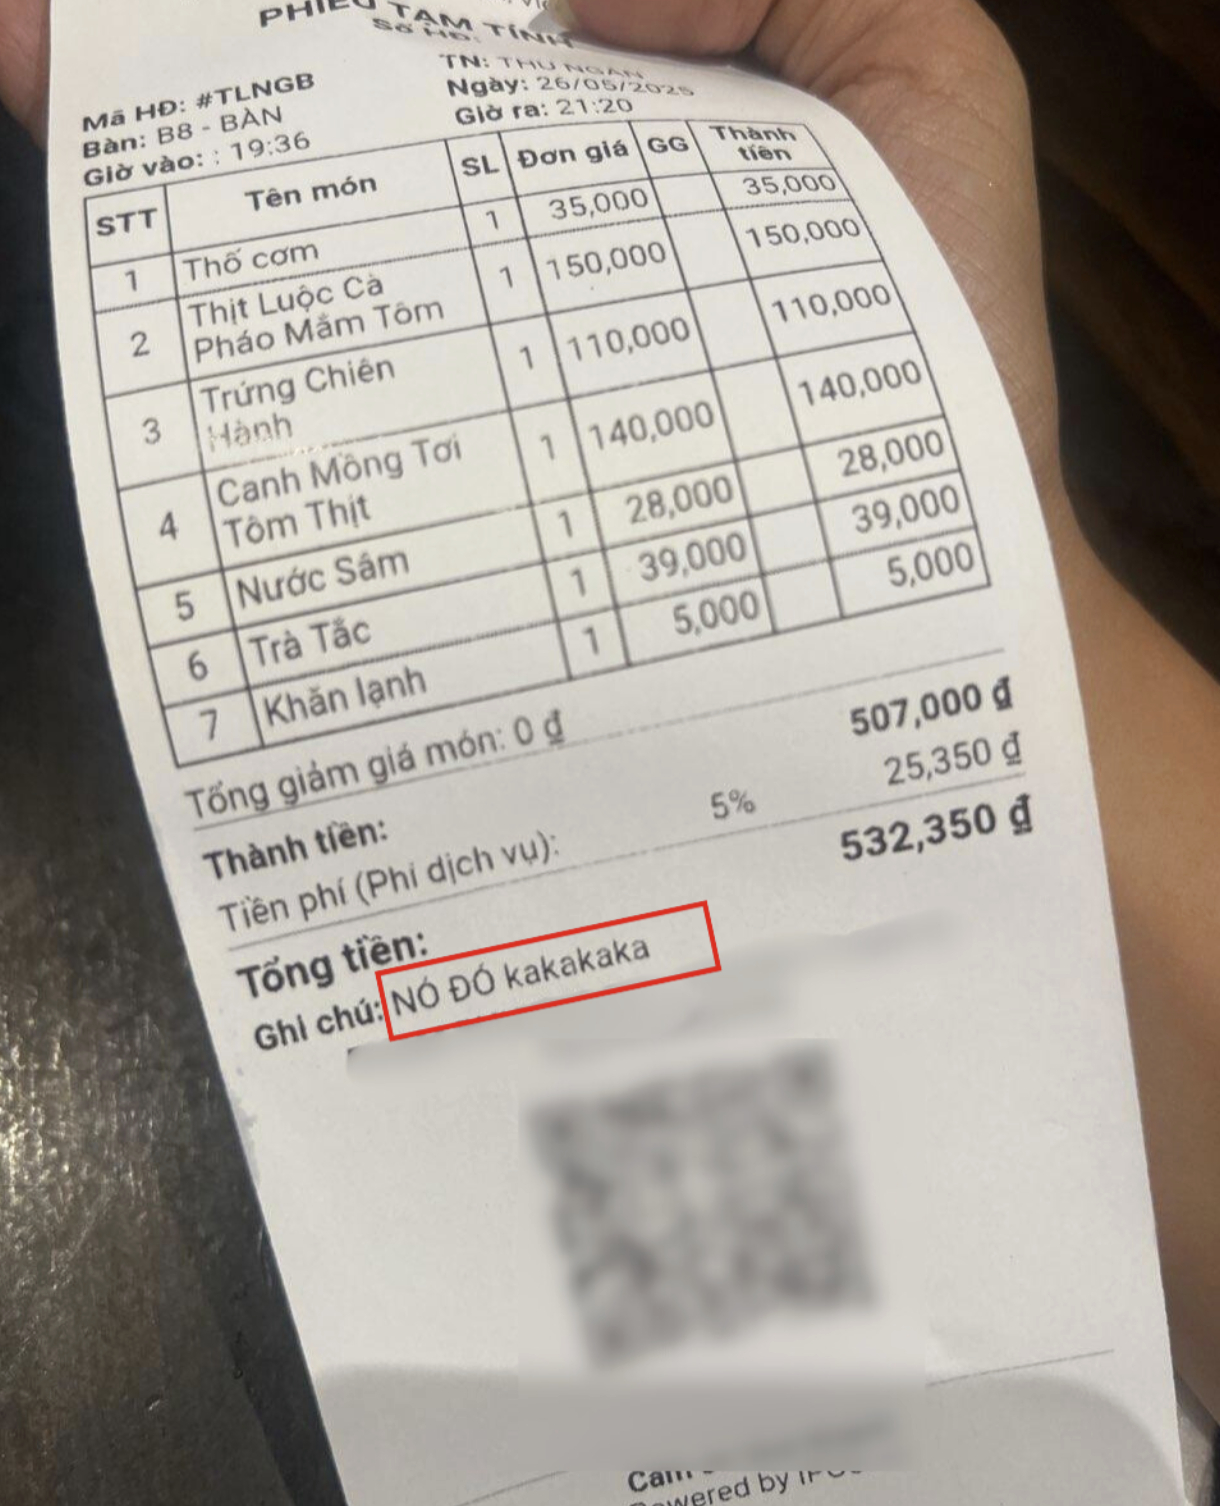 PHIẾU TẠM TÍNH
Số HĐ:
Mã HĐ: #TLNGB
TN: THU NGAN
Bàn: B8 - BÀN
Ngày: 26/05/2025
Giờ vào: : 19:36
Giờ ra: 21:20
STT Tên món SL Đơn giá GG Thành tiền
1 Thố cơm 1 35,000 35,000
2 Thịt Luộc Cà Pháo Mắm Tôm 1 150,000 150,000
3 Trứng Chiên Hành 1 110,000 110,000
4 Canh Mồng Tơi Tôm Thịt 1 140,000 140,000
5 Nước Sâm 1 28,000 28,000
6 Trà Tắc 1 39,000 39,000
7 Khăn lạnh 1 5,000 5,000
Tổng giảm giá món: 0 đ
Thành tiền: 507,000 đ
Tiền phí (Phí dịch vụ): 5% 25,350 đ
Tổng tiền: 532,350 đ
Ghi chú: NÓ ĐÓ kakakaka
Powered by